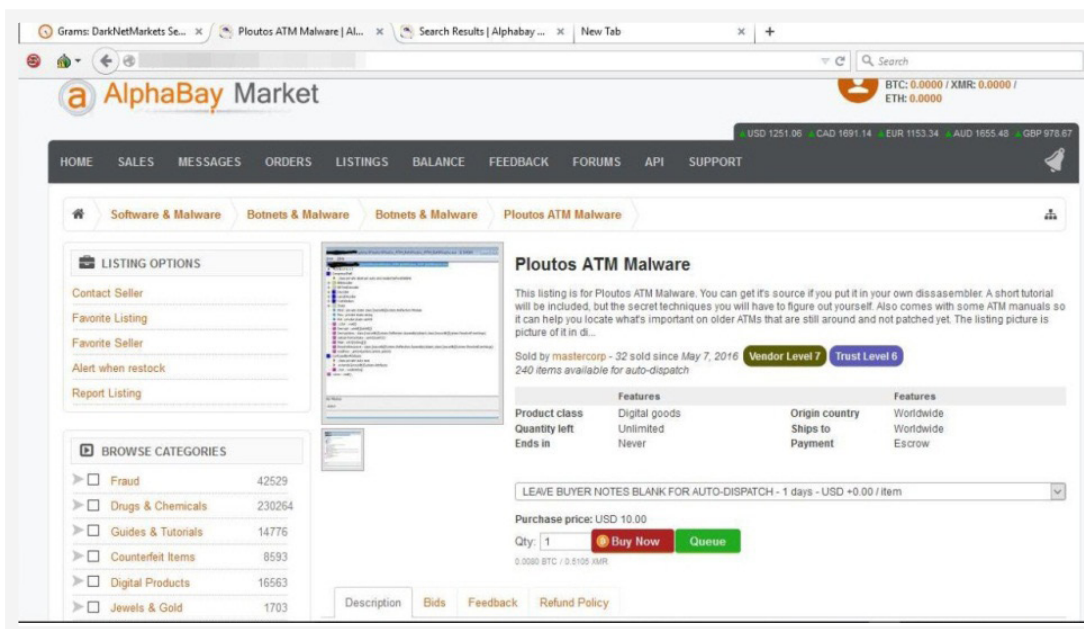 Grams: DarkNetMarkets Se...
Ploutos ATM Malware | Al...
Search Results | Alphabay ...
New Tab
Search
a AlphaBay Market
BTC: 0.0000 / XMR: 0.0000 /
ETH: 0.0000
USD 1251.06 CAD 1691.14 EUR 1153.34 AUD 1655.48 GBP 978.67
HOME SALES MESSAGES ORDERS LISTINGS BALANCE FEEDBACK FORUMS API SUPPORT
Software & Malware
Botnets & Malware
Botnets & Malware
Ploutos ATM Malware
LISTING OPTIONS
Contact Seller
Favorite Listing
Favorite Seller
Alert when restock
Report Listing
BROWSE CATEGORIES
Fraud 42529
Drugs & Chemicals 230264
Guides & Tutorials 14776
Counterfeit Items 8593
Digital Products 16563
Jewels & Gold 1703
Ploutos ATM Malware
This listing is for Ploutos ATM Malware. You can get it's source if you put it in your own dissasembler. A short tutorial
will be included, but the secret techniques you will have to figure out yourself. Also comes with some ATM manuals so
it can help you locate what's important on older ATMs that are still around and not patched yet. The listing picture is
picture of it in di...
Sold by mastercorp - 32 sold since May 7, 2016 Vendor Level 7 Trust Level 6
240 items available for auto-dispatch
Features Features
Product class Digital goods Origin country Worldwide
Quantity left Unlimited Ships to Worldwide
Ends in Never Payment Escrow
LEAVE BUYER NOTES BLANK FOR AUTO-DISPATCH - 1 days - USD +0.00 / item
Purchase price: USD 10.00
Qty: 1 Buy Now Queue
0.0080 BTC / 0.5105 XMR
Description Bids Feedback Refund Policy